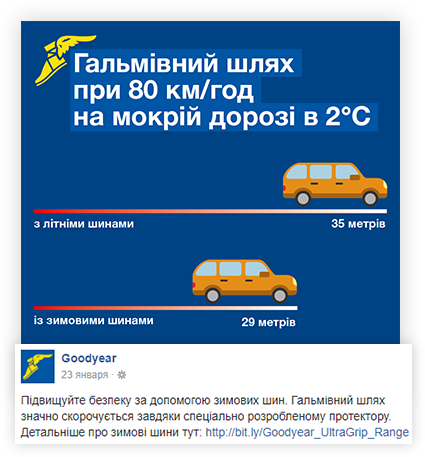 Гальмівний шлях
при 80 км/год
на мокрій дорозі в 2°C
з літніми шинами
35 метрів
із зимовими шинами
29 метрів
Goodyear
23 января ·
Підвищуйте безпеку за допомогою зимових шин. Гальмівний шлях
значно скорочується завдяки спеціально розробленому протектору.
Детальніше про зимові шини тут: http://bit.ly/Goodyear_UltraGrip_Range